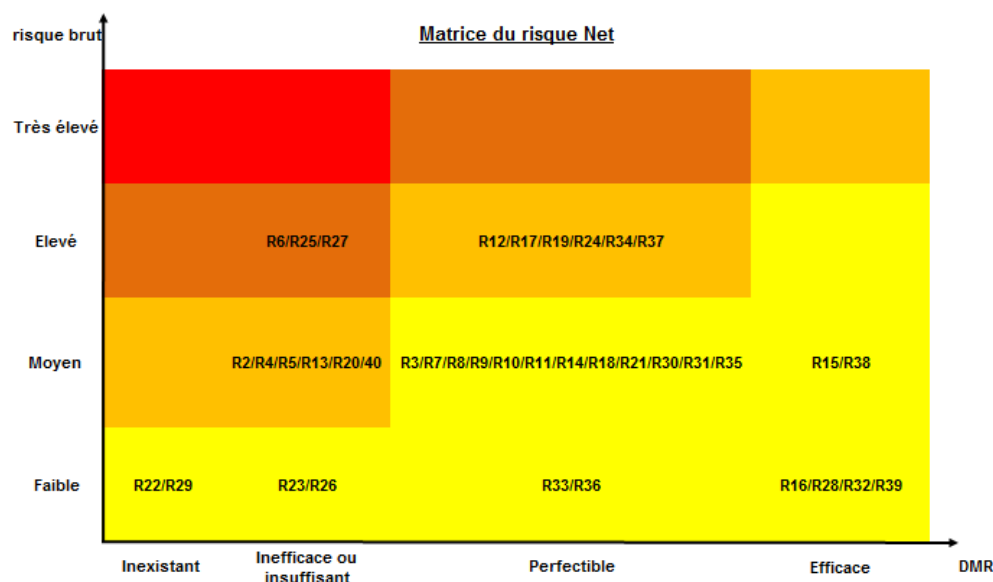 risque brut
Matrice du risque Net
Très élevé
Elevé
R6/R25/R27
R12/R17/R19/R24/R34/R37
Moyen
R2/R4/R5/R13/R20/40
R3/R7/R8/R9/R10/R11/R14/R18/R21/R30/R31/R35
R15/R38
Faible
R22/R29
R23/R26
R33/R36
R16/R28/R32/R39
Inexistant
Inefficace ou
insuffisant
Perfectible
Efficace
DMR